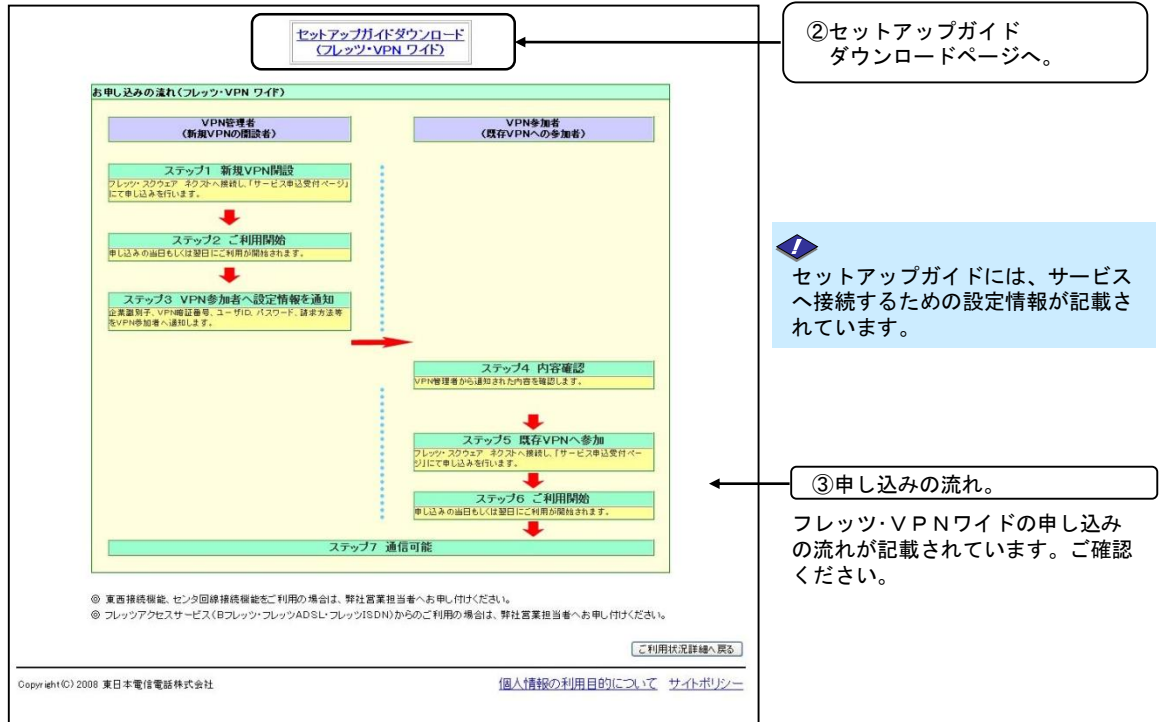 セットアップガイドダウンロード
(フレッツ・VPN ワイド)
②セットアップガイド
ダウンロードページへ。
お申し込みの流れ(フレッツ・VPN ワイド)
VPN管理者
(新規VPNの開設者)
VPN参加者
(既存VPNへの参加者)
ステップ1 新規VPN開設
フレッツ・スクウェア ネクストへ接続し、「サービス申込受付ページ」
にて申し込みを行います。
ステップ2 ご利用開始
申し込みの当日もしくは翌日にご利用が開始されます。
ステップ3 VPN参加者へ設定情報を通知
企業識別子、VPN暗証番号、ユーザID、パスワード、請求方法等
をVPN参加者へ通知します。
ステップ4 内容確認
VPN管理者から通知された内容を確認します。
ステップ5 既存VPNへ参加
フレッツ・スクウェア ネクストへ接続し、「サービス申込受付ペー
ジ」にて申し込みを行います。
ステップ6 ご利用開始
申し込みの当日もしくは翌日にご利用が開始されます。
ステップ7 通信可能
セットアップガイドには、サービス
へ接続するための設定情報が記載さ
れています。
③申し込みの流れ。
フレッツ・ＶＰＮワイドの申し込み
の流れが記載されています。ご確認
ください。
◎ 東西接続機能、センタ回線接続機能をご利用の場合は、弊社営業担当者へお申し付けください。
◎ フレッツアクセスサービス(Bフレッツ・フレッツADSL・フレッツISDN)からのご利用の場合は、弊社営業担当者へお申し付けください。
ご利用状況詳細へ戻る
Copyright(C) 2008 東日本電信電話株式会社
個人情報の利用目的について サイトポリシー